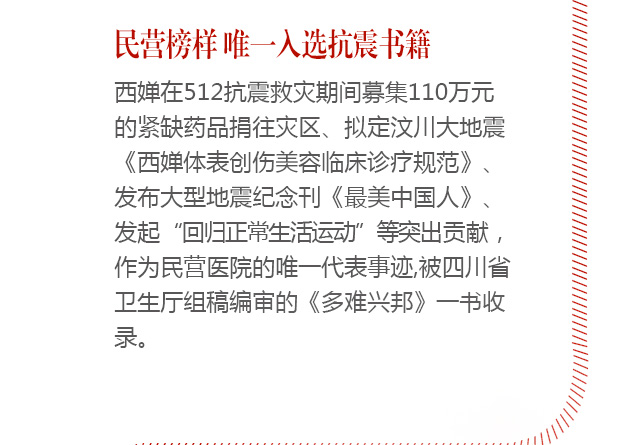 民营榜样 唯一入选抗震书籍
西婵在512抗震救灾期间募集110万元
的紧缺药品捐往灾区、拟定汶川大地震
《西婵体表创伤美容临床诊疗规范》、
发布大型地震纪念刊《最美中国人》、
发起“回归正常生活运动”等突出贡献，
作为民营医院的唯一代表事迹,被四川省
卫生厅组稿编审的《多难兴邦》一书收
录。